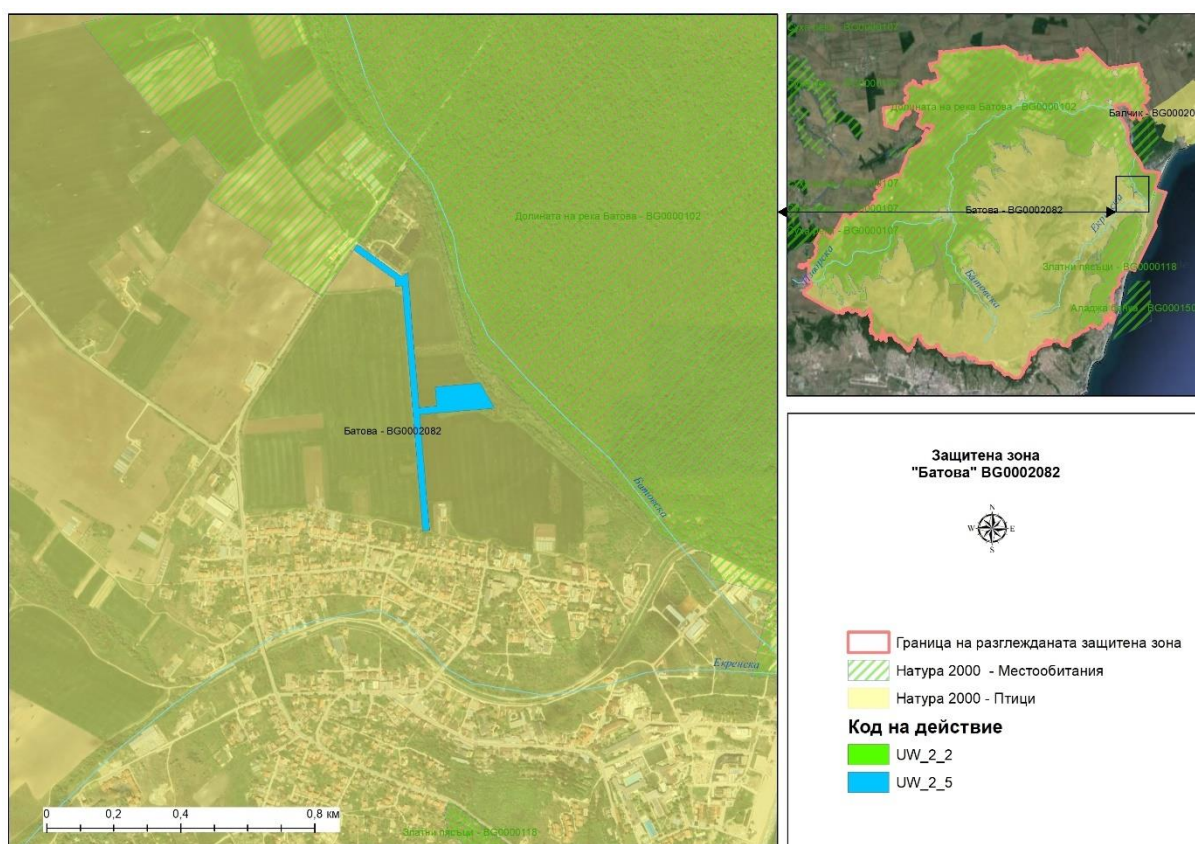 Долината на река Батова - BG0000102
Батова - BG0002082
Батовска
Екренска
Златни пясъци - BG0000118
0 0,2 0,4 0,8 км
Долината на река Батова - BG0000102
Балчик - BG00020
Батова - BG0002082
Екренска
Златни пясъци - BG0000118
Батовска
BG000150
Защитена зона
"Батова" BG0002082
N
W E
S
Граница на разглежданата защитена зона
Натура 2000 - Местообитания
Натура 2000 - Птици
Код на действие
UW_2_2
UW_2_5